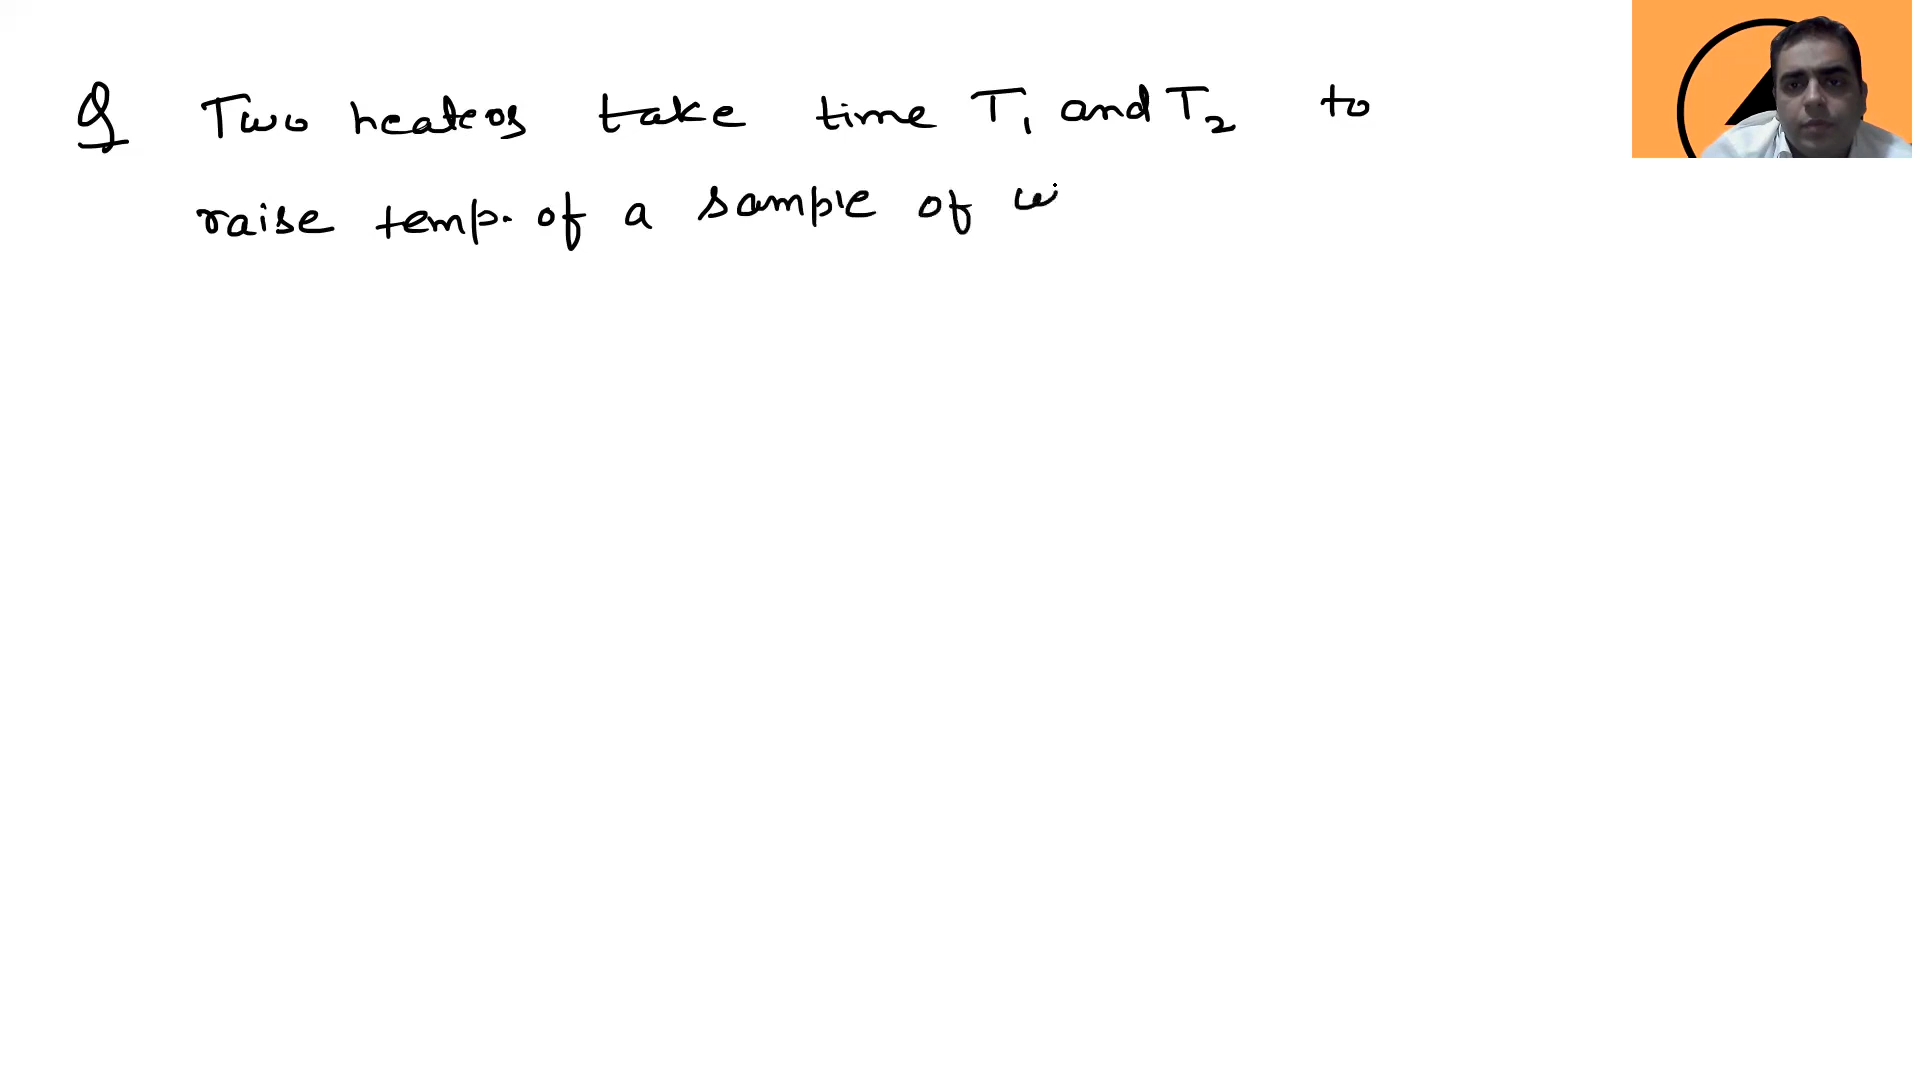 Q Two heaters take time T₁ and T₂ to
raise temp. of a sample of w